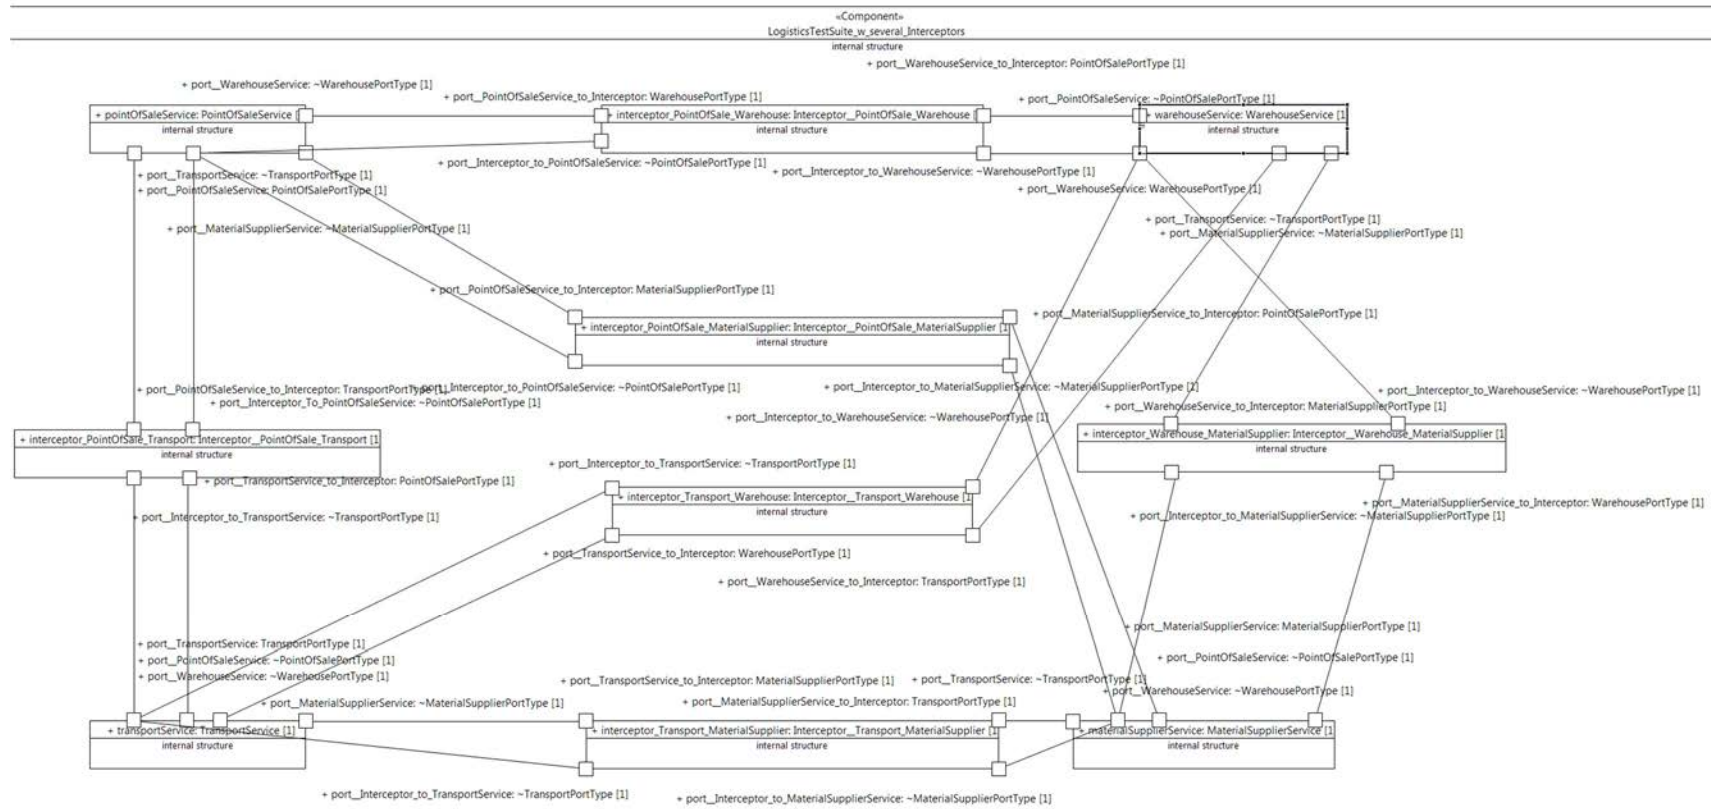 «Component»
LogisticsTestSuite_w_several_Interceptors
internal structure
+ port__WarehouseService_to_Interceptor: PointOfSalePortType [1]
+ port__WarehouseService: ~WarehousePortType [1]
+ port__PointOfSaleService_to_Interceptor: WarehousePortType [1]
+ port__PointOfSaleService: ~PointOfSalePortType [1]
+ pointOfSaleService: PointOfSaleService [
internal structure
+ interceptor_PointOfSale_Warehouse: Interceptor__PointOfSale_Warehouse [
internal structure
+ warehouseService: WarehouseService [1]
internal structure
+ port__Interceptor_to_PointOfSaleService: ~PointOfSalePortType [1]
+ port__Interceptor_to_WarehouseService: ~WarehousePortType [1]
+ port__TransportService: ~TransportPortType [1]
+ port__PointOfSaleService: PointOfSalePortType [1]
+ port__WarehouseService: WarehousePortType [1]
+ port__MaterialSupplierService: ~MaterialSupplierPortType [1]
+ port__TransportService: ~TransportPortType [1]
+ port__MaterialSupplierService: ~MaterialSupplierPortType [1]
+ port__PointOfSaleService_to_Interceptor: MaterialSupplierPortType [1]
+ port__MaterialSupplierService_to_Interceptor: PointOfSalePortType [1]
+ interceptor_PointOfSale_MaterialSupplier: Interceptor__PointOfSale_MaterialSupplier [1]
internal structure
+ port__PointOfSaleService_to_Interceptor: TransportPortType [1]
+ port__Interceptor_to_PointOfSaleService: ~PointOfSalePortType [1]
+ port__Interceptor_to_MaterialSupplierService: ~MaterialSupplierPortType [1]
+ port__Interceptor_to_WarehouseService: ~WarehousePortType [1]
+ port__Interceptor_To_PointOfSaleService: ~PointOfSalePortType [1]
+ port__Interceptor_to_WarehouseService: ~WarehousePortType [1]
+ port__WarehouseService_to_Interceptor: MaterialSupplierPortType [1]
+ interceptor_PointOfSale_Transport: Interceptor__PointOfSale_Transport [1]
internal structure
+ interceptor_Warehouse_MaterialSupplier: Interceptor__Warehouse_MaterialSupplier [1]
internal structure
+ port__Interceptor_to_TransportService: ~TransportPortType [1]
+ port__TransportService_to_Interceptor: PointOfSalePortType [1]
+ interceptor_Transport_Warehouse: Interceptor__Transport_Warehouse [1]
internal structure
+ port__MaterialSupplierService_to_Interceptor: WarehousePortType [1]
+ port__Interceptor_to_TransportService: ~TransportPortType [1]
+ port__Interceptor_to_MaterialSupplierService: ~MaterialSupplierPortType [1]
+ port__TransportService_to_Interceptor: WarehousePortType [1]
+ port__WarehouseService_to_Interceptor: TransportPortType [1]
+ port__MaterialSupplierService: MaterialSupplierPortType [1]
+ port__TransportService: TransportPortType [1]
+ port__PointOfSaleService: ~PointOfSalePortType [1]
+ port__PointOfSaleService: ~PointOfSalePortType [1]
+ port__WarehouseService: ~WarehousePortType [1]
+ port__TransportService_to_Interceptor: MaterialSupplierPortType [1]
+ port__TransportService: ~TransportPortType [1]
+ port__WarehouseService: ~WarehousePortType [1]
+ port__MaterialSupplierService: ~MaterialSupplierPortType [1]
+ port__MaterialSupplierService_to_Interceptor: TransportPortType [1]
+ transportService: TransportService [1]
internal structure
+ interceptor_Transport_MaterialSupplier: Interceptor__Transport_MaterialSupplier [1]
internal structure
+ materialSupplierService: MaterialSupplierService [1]
internal structure
+ port__Interceptor_to_TransportService: ~TransportPortType [1]
+ port__Interceptor_to_MaterialSupplierService: ~MaterialSupplierPortType [1]